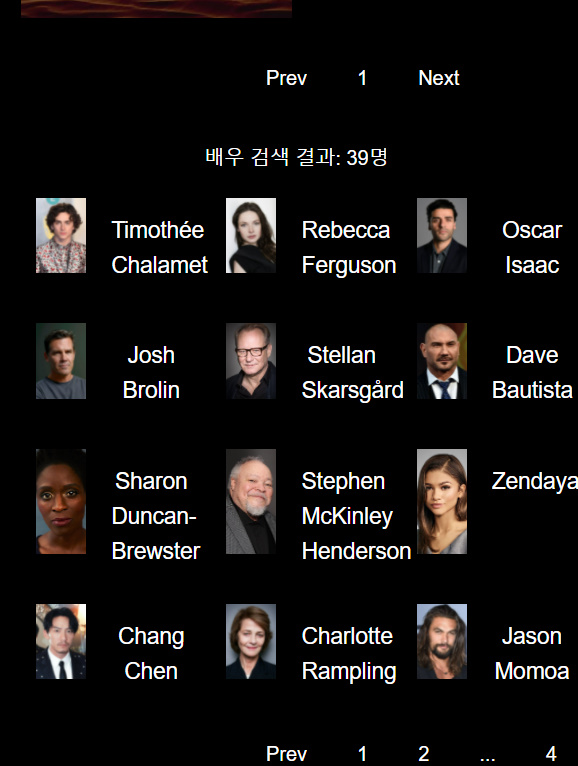 Prev 1 Next
배우 검색 결과: 39명
Timothée Rebecca Oscar
Chalamet Ferguson Isaac
Josh Stellan Dave
Brolin Skarsgård Bautista
Sharon Stephen Zendaya
Duncan- McKinley
Brewster Henderson
Chang Charlotte Jason
Chen Rampling Momoa
Prev 1 2 ... 4